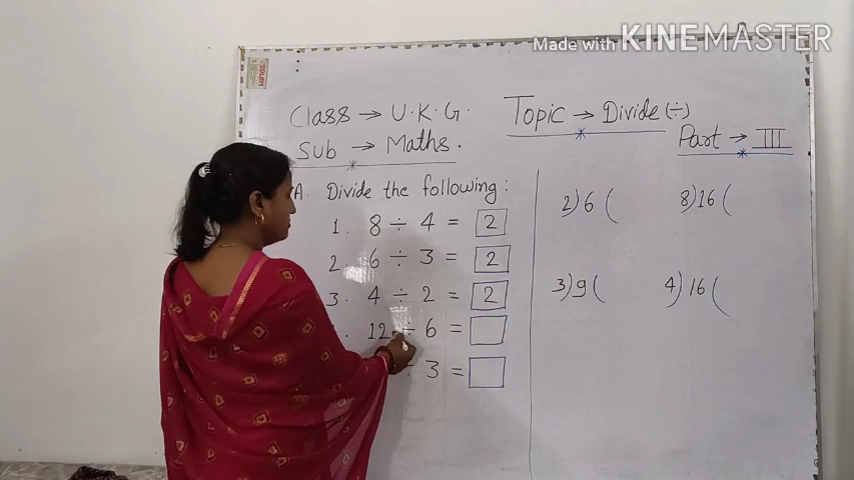 Made with KINEMASTER
Class → U.K.G.
Topic → Divide (÷)
Sub → Maths.
Part → III
A. Divide the following:
1. 8 ÷ 4 = 2
2. 6 ÷ 3 = 2
3. 4 ÷ 2 = 2
12 ÷ 6 =
÷ 3 =
2)6(
8)16(
3)9(
4)16(